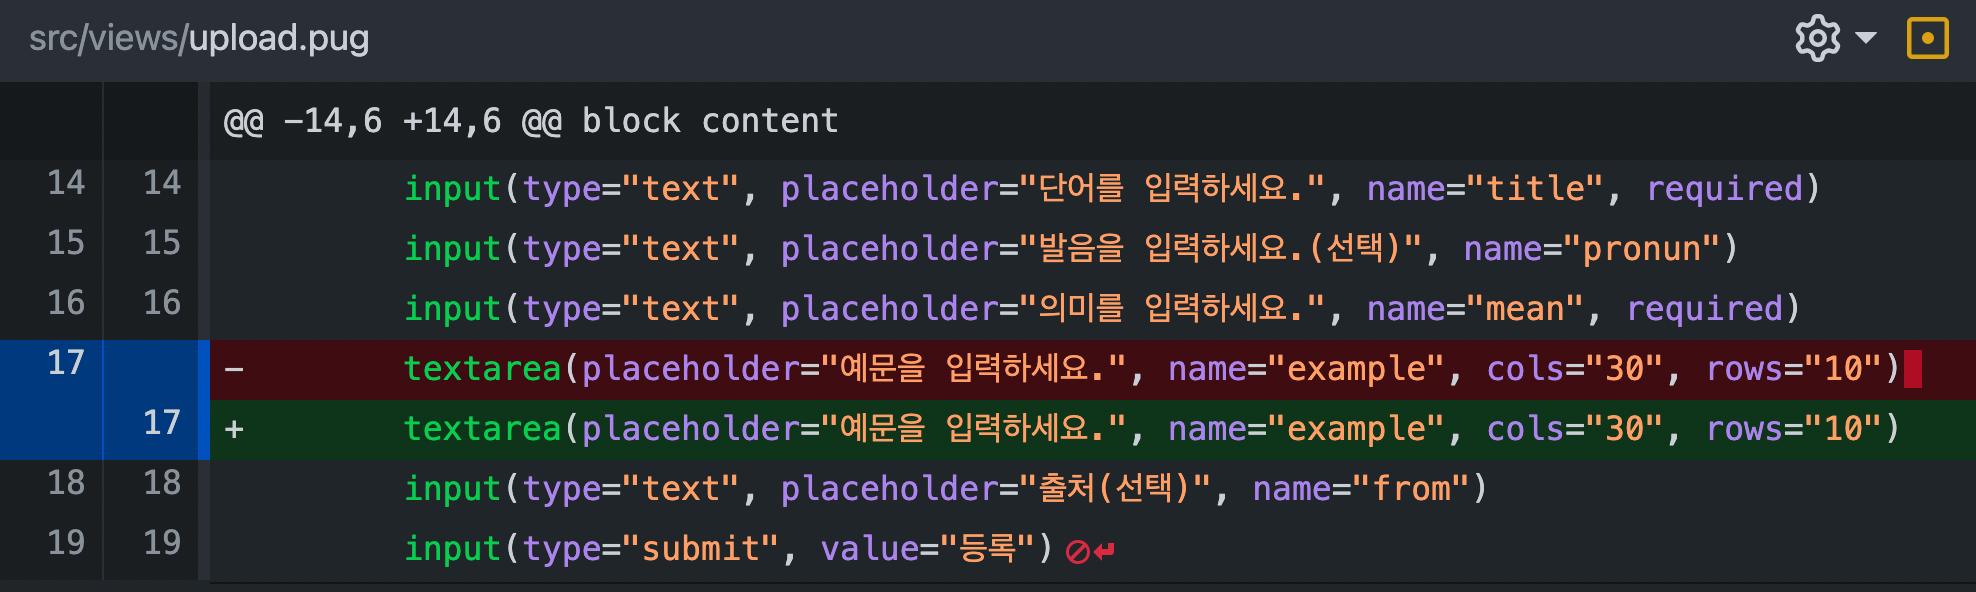 src/views/upload.pug
@@ -14,6 +14,6 @@ block content
14 14 input(type="text", placeholder="단어를 입력하세요.", name="title", required)
15 15 input(type="text", placeholder="발음을 입력하세요.(선택)", name="pronun")
16 16 input(type="text", placeholder="의미를 입력하세요.", name="mean", required)
17 - textarea(placeholder="예문을 입력하세요.", name="example", cols="30", rows="10")
17 + textarea(placeholder="예문을 입력하세요.", name="example", cols="30", rows="10")
18 18 input(type="text", placeholder="출처(선택)", name="from")
19 19 input(type="submit", value="등록")